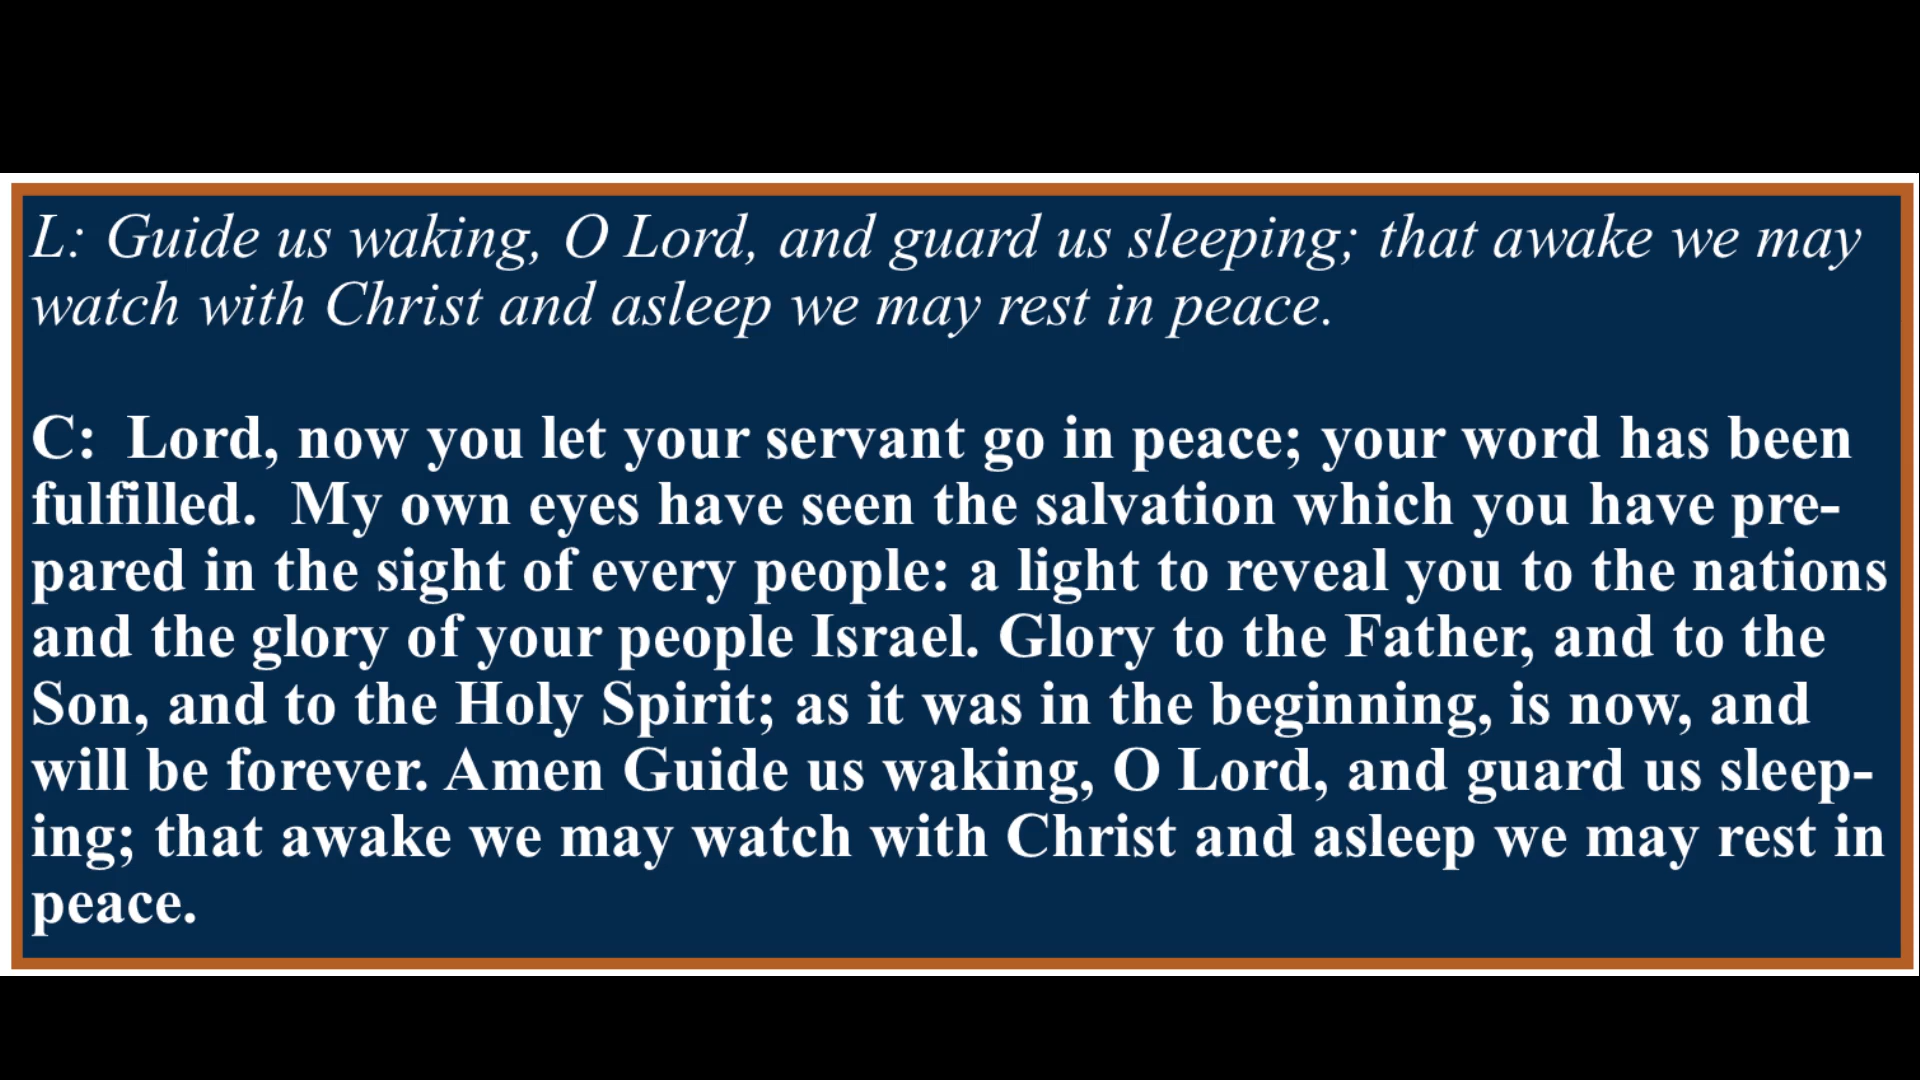 L: Guide us waking, O Lord, and guard us sleeping; that awake we may
watch with Christ and asleep we may rest in peace.
C:  Lord, now you let your servant go in peace; your word has been
fulfilled.  My own eyes have seen the salvation which you have pre-
pared in the sight of every people: a light to reveal you to the nations
and the glory of your people Israel. Glory to the Father, and to the
Son, and to the Holy Spirit; as it was in the beginning, is now, and
will be forever. Amen Guide us waking, O Lord, and guard us sleep-
ing; that awake we may watch with Christ and asleep we may rest in
peace.